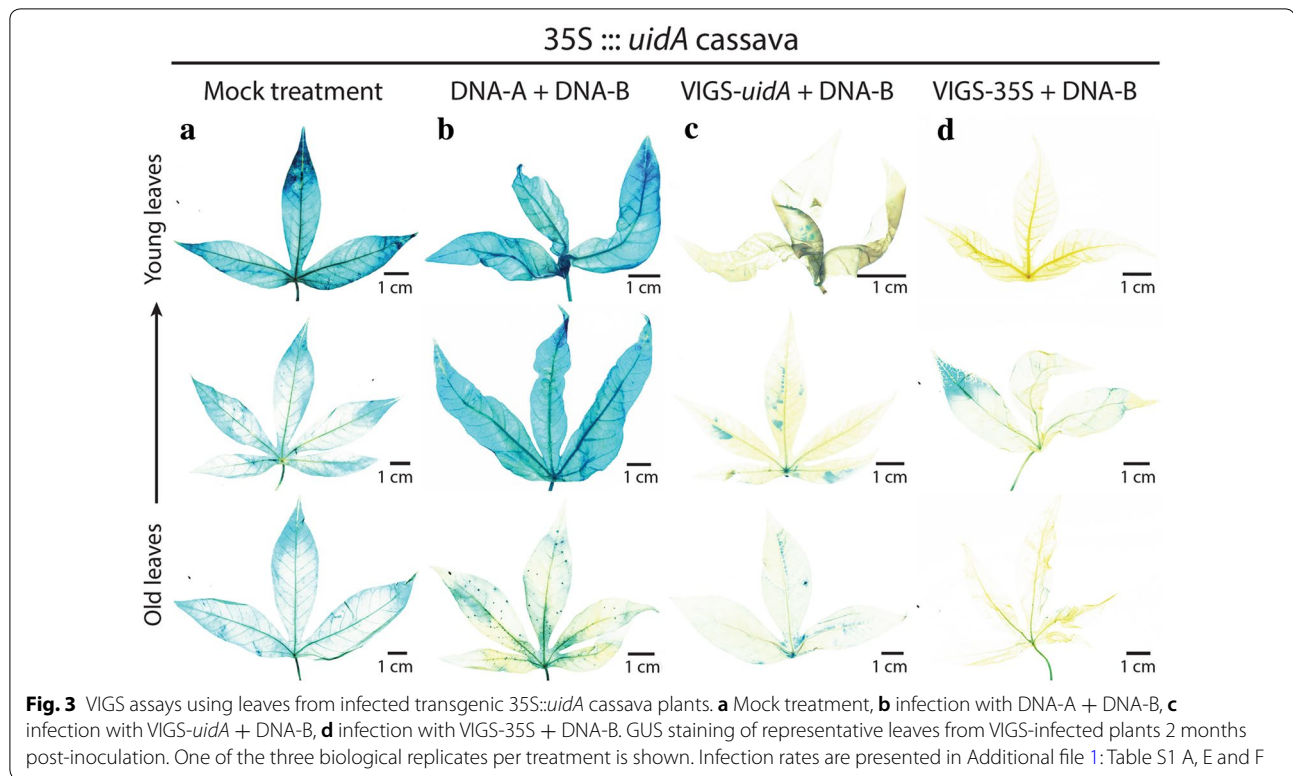 35S ::: uidA cassava
Mock treatment DNA-A + DNA-B VIGS-uidA + DNA-B VIGS-35S + DNA-B
a b c d
Young leaves
1 cm 1 cm 1 cm 1 cm
1 cm 1 cm 1 cm 1 cm
Old leaves
1 cm 1 cm 1 cm 1 cm
Fig. 3 VIGS assays using leaves from infected transgenic 35S::uidA cassava plants. a Mock treatment, b infection with DNA-A + DNA-B, c
infection with VIGS-uidA + DNA-B, d infection with VIGS-35S + DNA-B. GUS staining of representative leaves from VIGS-infected plants 2 months
post-inoculation. One of the three biological replicates per treatment is shown. Infection rates are presented in Additional file 1: Table S1 A, E and F